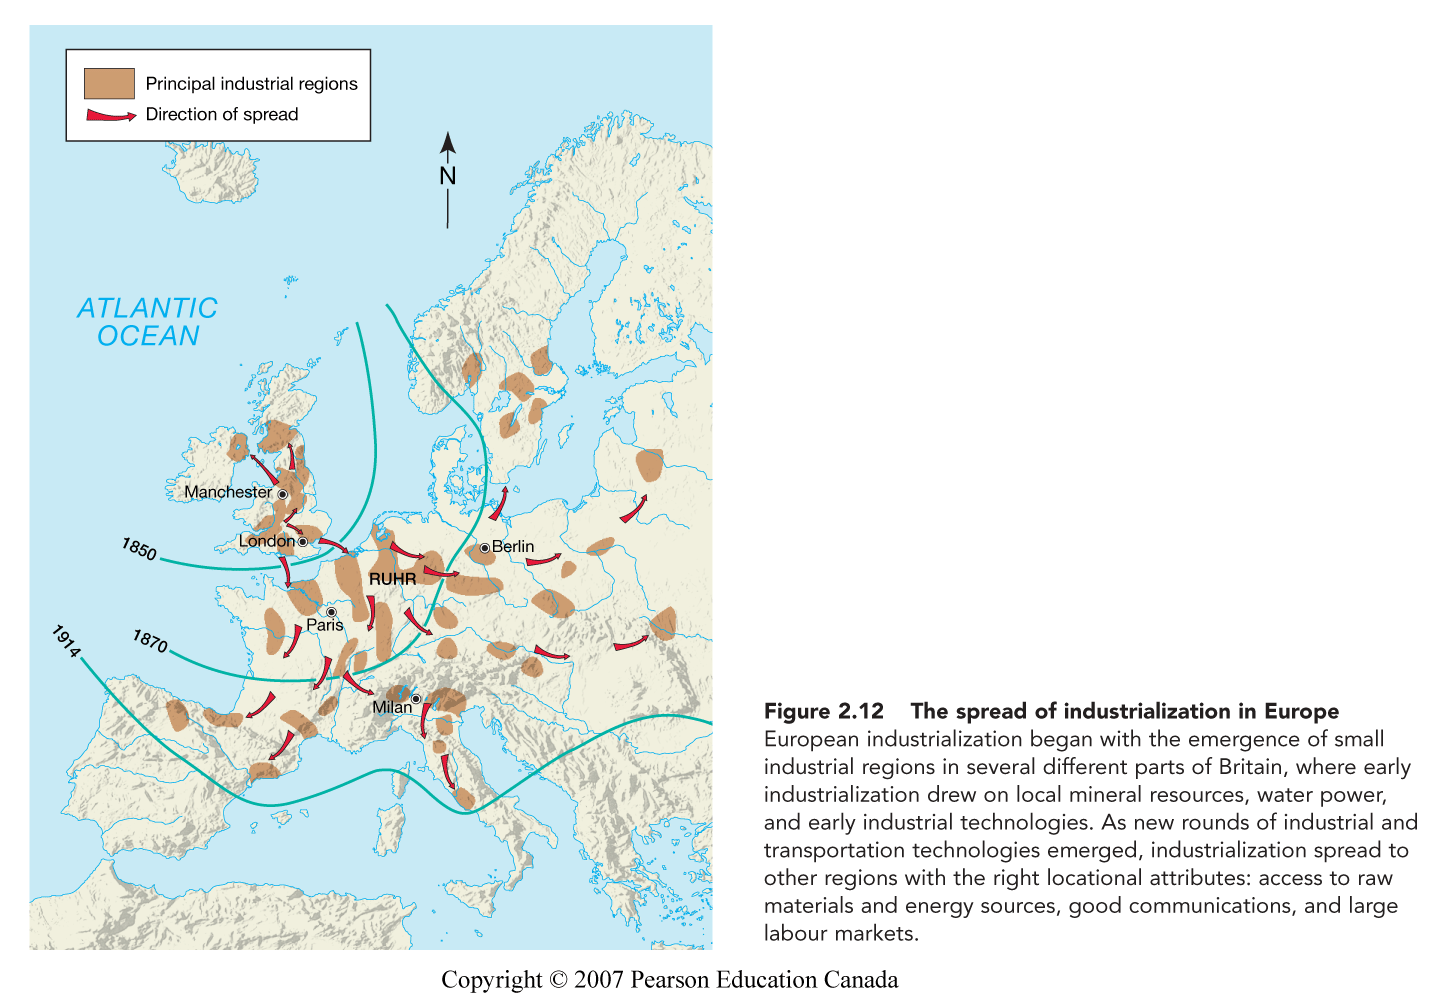 Principal industrial regions
Direction of spread
N
ATLANTIC
OCEAN
Manchester
London
1850
Berlin
RUHR
Paris
1870
1914
Milan
Figure 2.12 The spread of industrialization in Europe
European industrialization began with the emergence of small
industrial regions in several different parts of Britain, where early
industrialization drew on local mineral resources, water power,
and early industrial technologies. As new rounds of industrial and
transportation technologies emerged, industrialization spread to
other regions with the right locational attributes: access to raw
materials and energy sources, good communications, and large
labour markets.
Copyright © 2007 Pearson Education Canada